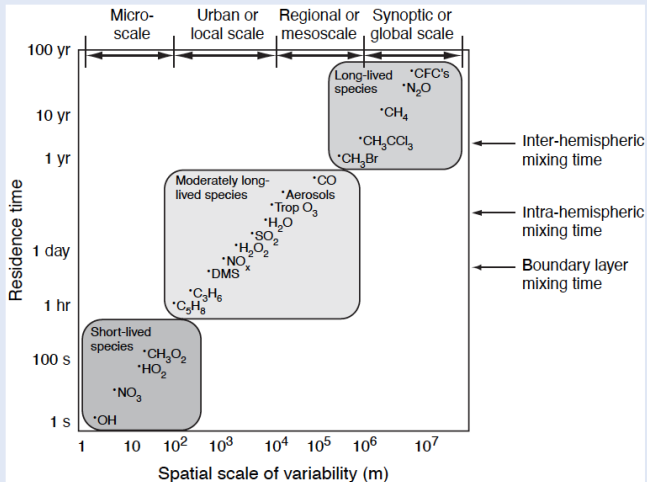 Micro-
scale
Urban or
local scale
Regional or
mesoscale
Synoptic or
global scale
100 yr
10 yr
1 yr
1 day
1 hr
100 s
1 s
Residence time
Long-lived
species
•CFC's
•N₂O
•CH₄
•CH₃CCl₃
•CH₃Br
Moderately long-
lived species
•CO
•Aerosols
•Trop O₃
•H₂O
•SO₂
•H₂O₂
•NOₓ
•DMS
•C₃H₆
•C₅H₈
Short-lived
species
•CH₃O₂
•HO₂
•NO₃
•OH
Inter-hemispheric
mixing time
Intra-hemispheric
mixing time
Boundary layer
mixing time
1 10 10² 10³ 10⁴ 10⁵ 10⁶ 10⁷
Spatial scale of variability (m)